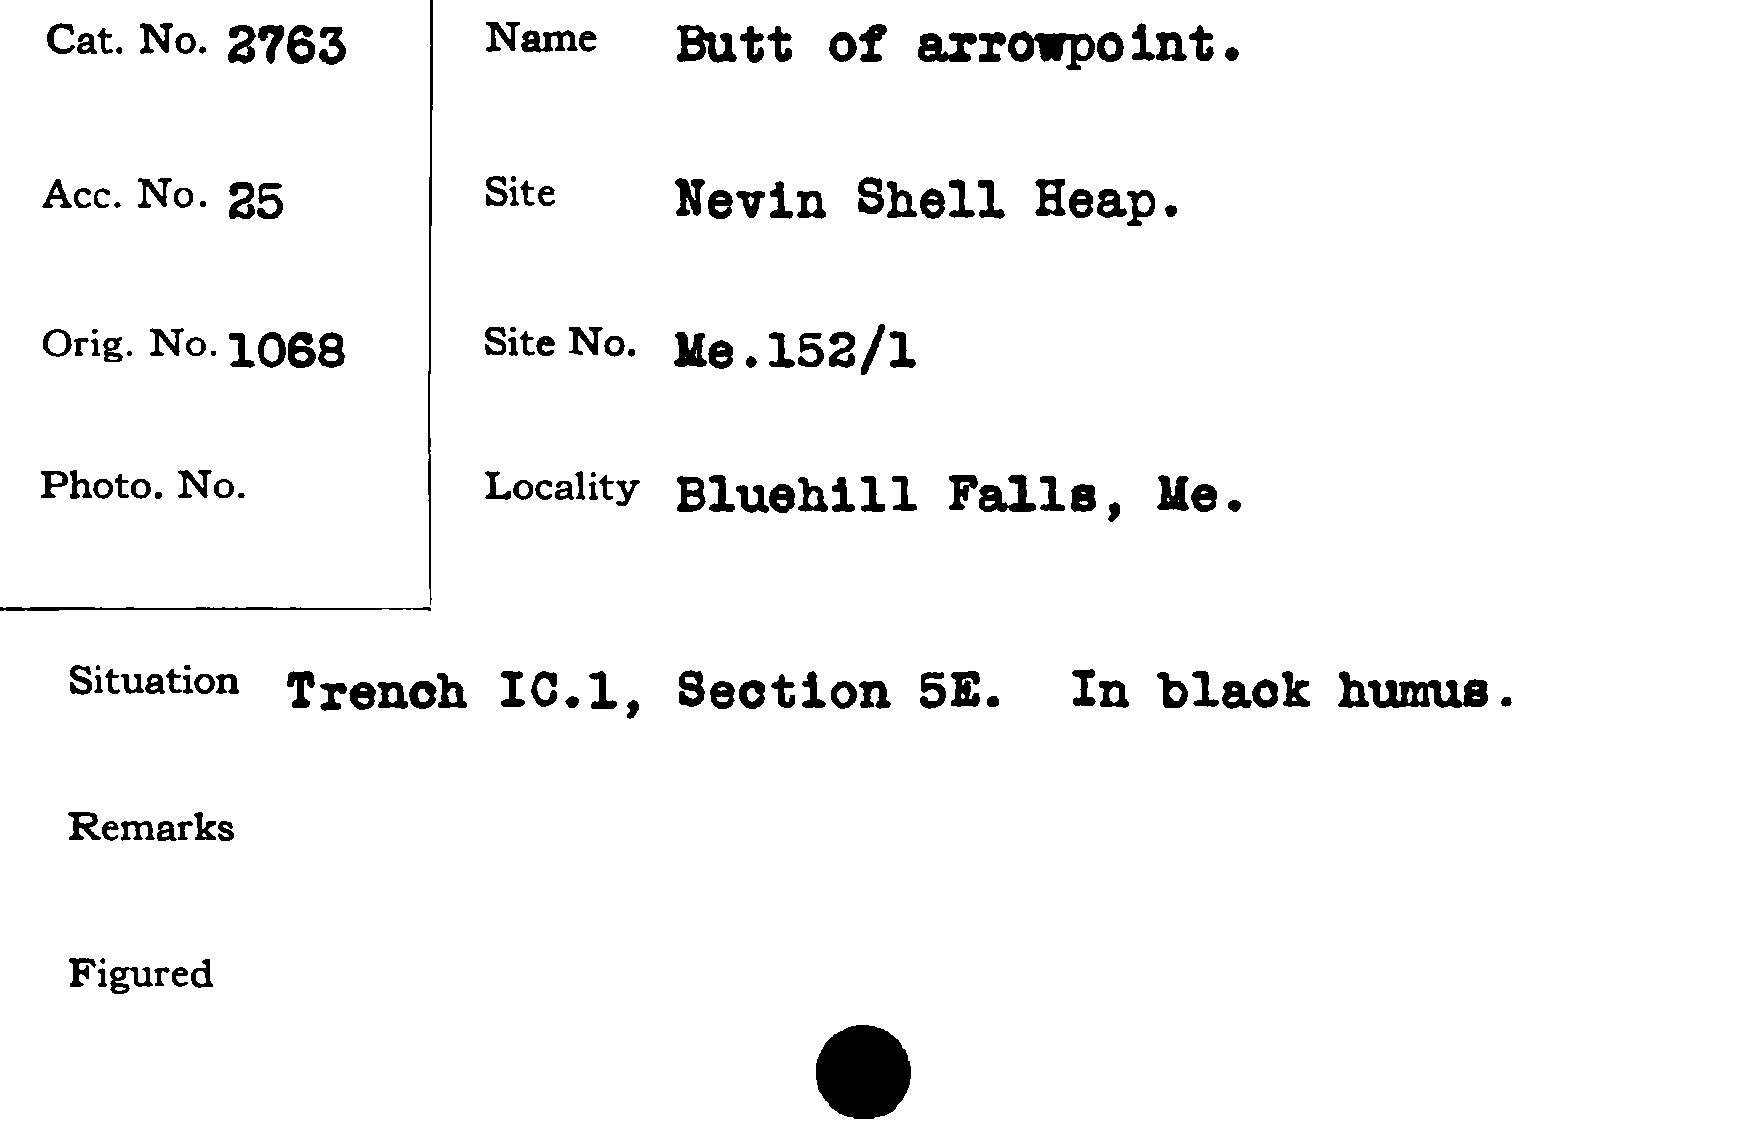 Cat. No. 2763
Name Butt of arrowpoint.
Acc. No. 25
Site Nevin Shell Heap.
Orig. No. 1068
Site No. Me.152/1
Photo. No.
Locality Bluehill Falls, Me.
Situation Trench IC.1, Section 5E. In black humus.
Remarks
Figured